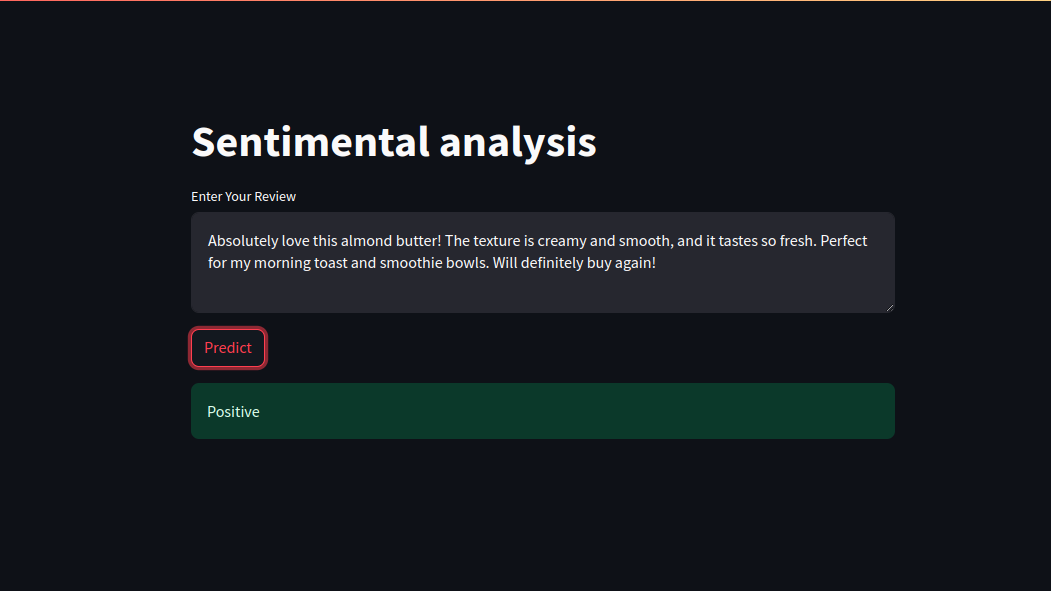 Sentimental analysis
Enter Your Review
Absolutely love this almond butter! The texture is creamy and smooth, and it tastes so fresh. Perfect
for my morning toast and smoothie bowls. Will definitely buy again!
Predict
Positive